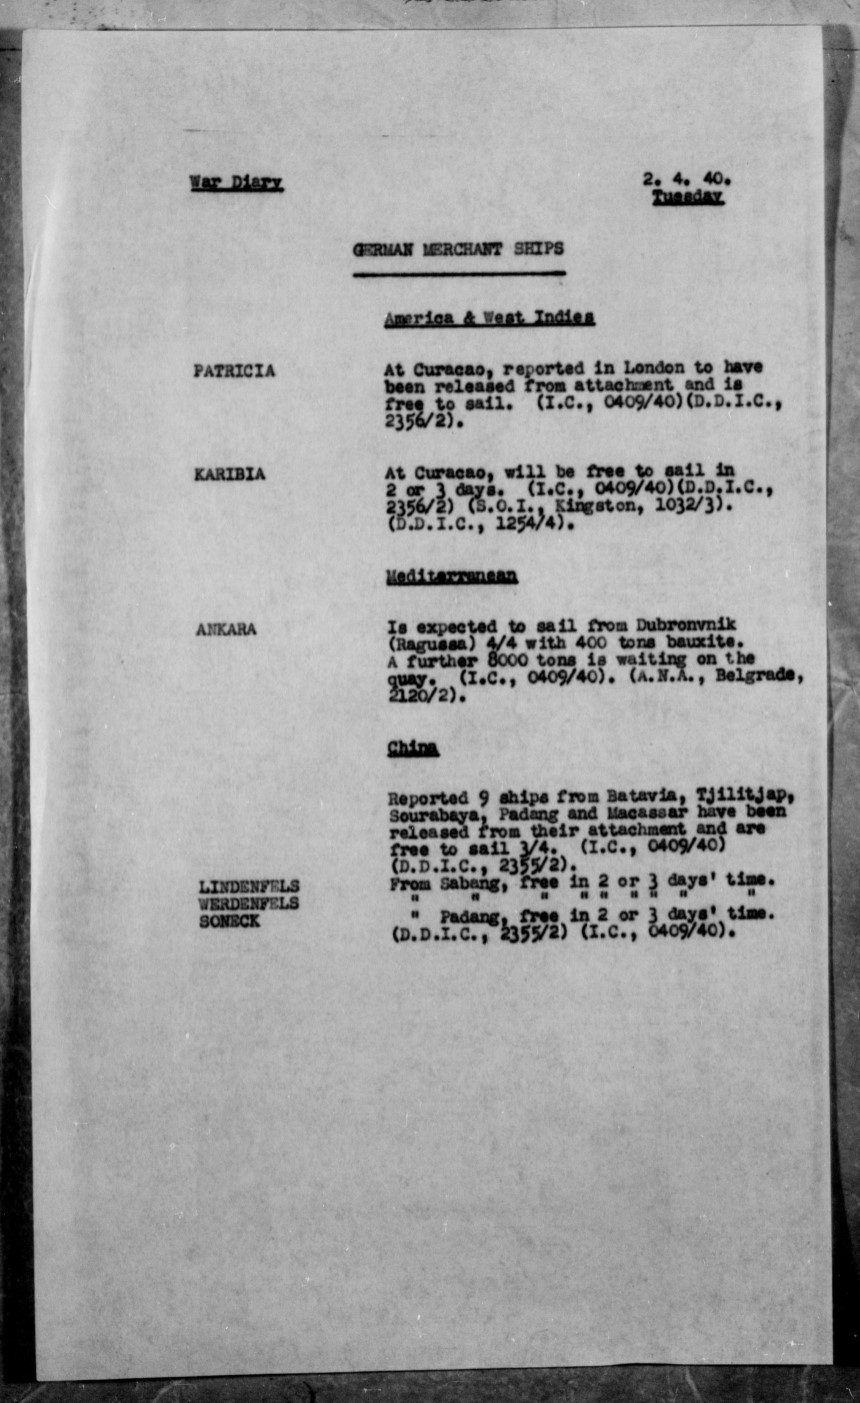 War Diary 2. 4. 40.
Tuesday
GERMAN MERCHANT SHIPS
America & West Indies
PATRICIA At Curacao, reported in London to have
been released from attachment and is
free to sail. (I.C., 0409/40)(D.D.I.C.,
2356/2).
KARIBIA At Curacao, will be free to sail in
2 or 3 days. (I.C., 0409/40)(D.D.I.C.,
2356/2) (S.O.I., Kingston, 1032/3).
(D.D.I.C., 1254/4).
Mediterranean
ANKARA Is expected to sail from Dubronvnik
(Ragussa) 4/4 with 400 tons bauxite.
A further 8000 tons is waiting on the
quay. (I.C., 0409/40). (A.N.A., Belgrade,
2120/2).
China
Reported 9 ships from Batavia, Tjilitjap,
Sourabaya, Padang and Macassar have been
released from their attachment and are
free to sail 3/4. (I.C., 0409/40)
(D.D.I.C., 2355/2).
LINDENFELS From Sabang, free in 2 or 3 days' time.
WERDENFELS " " " " " " " "
SONECK " Padang, free in 2 or 3 days' time.
(D.D.I.C., 2355/2) (I.C., 0409/40).